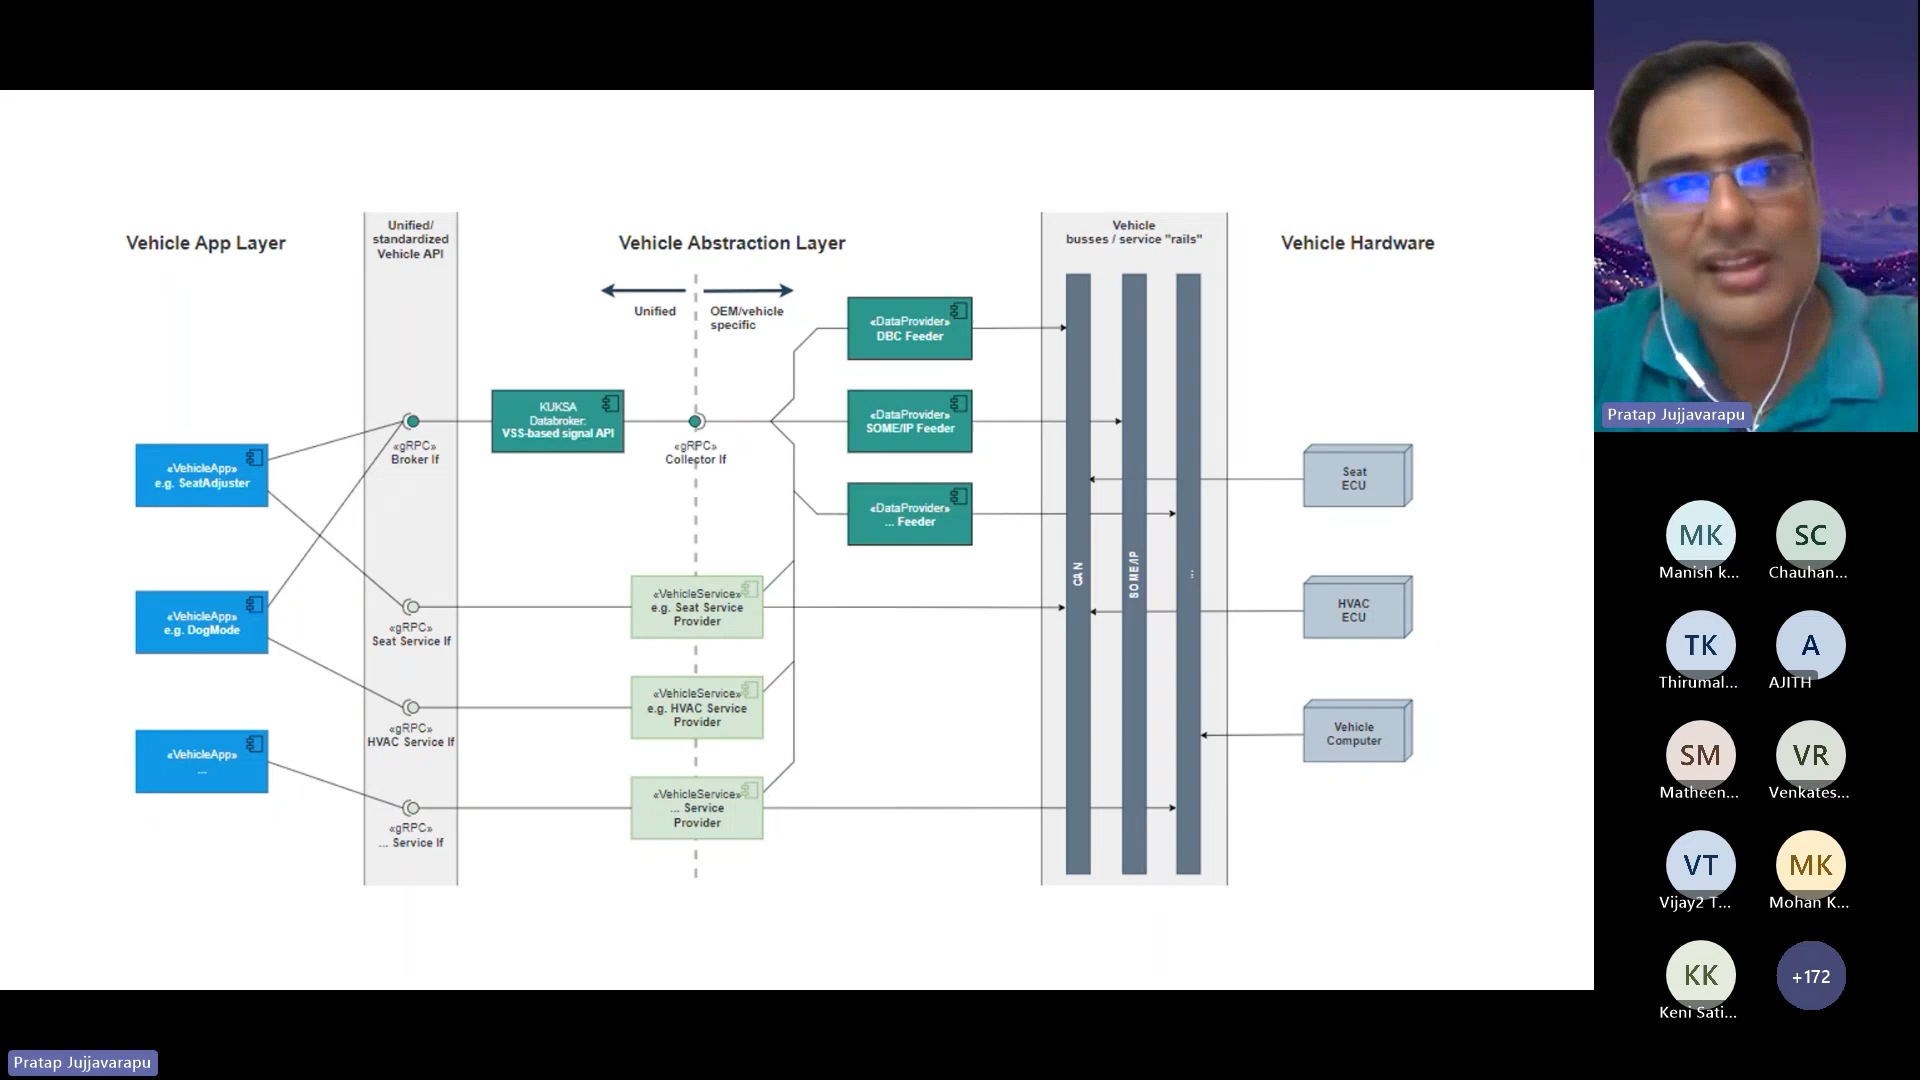 Vehicle App Layer
Unified/
standardized
Vehicle API
Vehicle Abstraction Layer
Vehicle
busses / service "rails"
Vehicle Hardware
Unified
OEM/vehicle
specific
«DataProvider»
DBC Feeder
KUKSA
Databroker:
VSS-based signal API
«DataProvider»
SOME/IP Feeder
«gRPC»
Broker If
«gRPC»
Collector If
«VehicleApp»
e.g. SeatAdjuster
Seat
ECU
«DataProvider»
... Feeder
CAN
SOME/IP
...
«VehicleApp»
e.g. DogMode
«gRPC»
Seat Service If
«VehicleService»
e.g. Seat Service
Provider
HVAC
ECU
«gRPC»
HVAC Service If
«VehicleService»
e.g. HVAC Service
Provider
Vehicle
Computer
«VehicleApp»
...
«gRPC»
... Service If
«VehicleService»
... Service
Provider
Pratap Jujjavarapu
MK
Manish k...
SC
Chauhan...
TK
Thirumal...
A
AJITH
SM
Matheen...
VR
Venkates...
VT
Vijay2 T...
MK
Mohan K...
KK
Keni Sati...
+172
Pratap Jujjavarapu